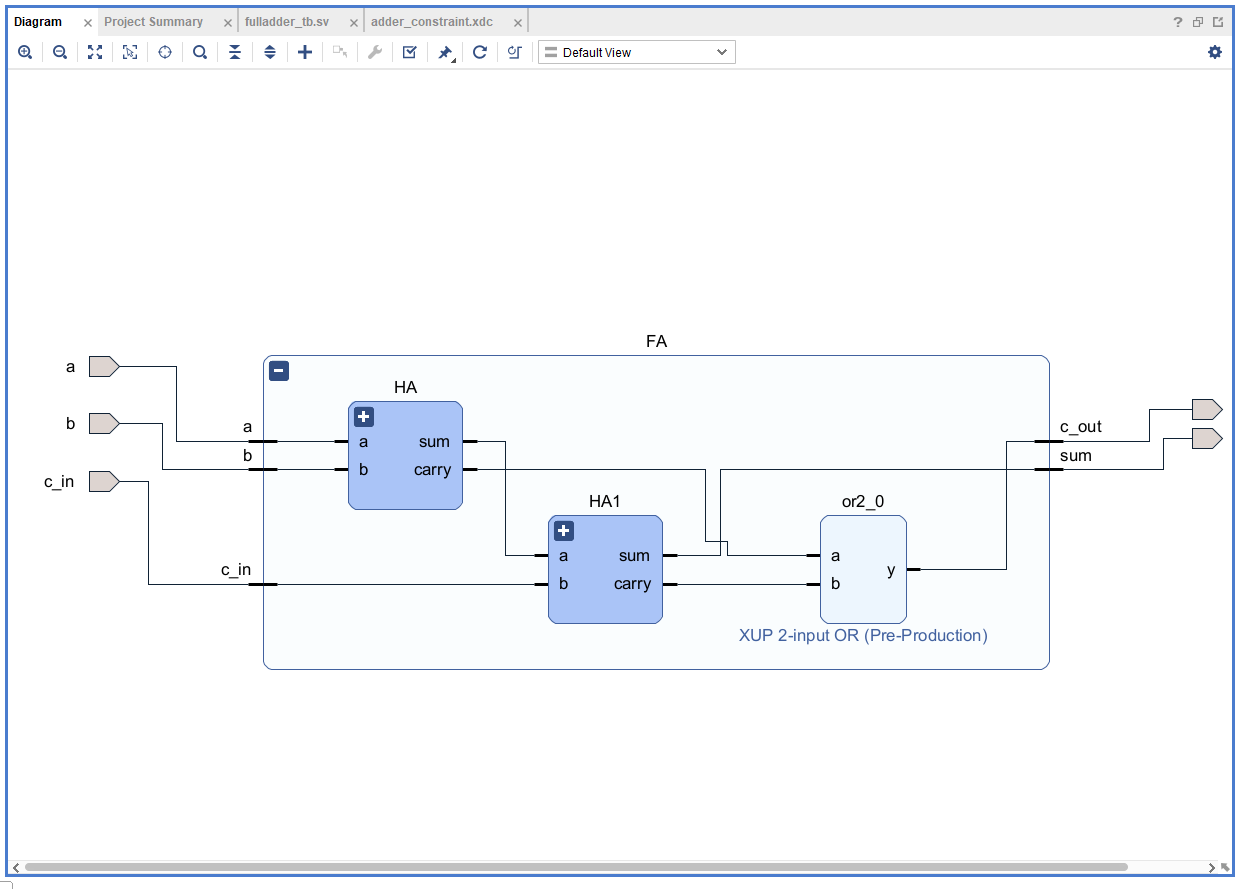 Diagram
Project Summary
fulladder_tb.sv
adder_constraint.xdc
Default View
FA
a
b
c_in
a
b
c_in
HA
a
sum
b
carry
HA1
a
sum
b
carry
or2_0
a
b
y
XUP 2-input OR (Pre-Production)
c_out
sum